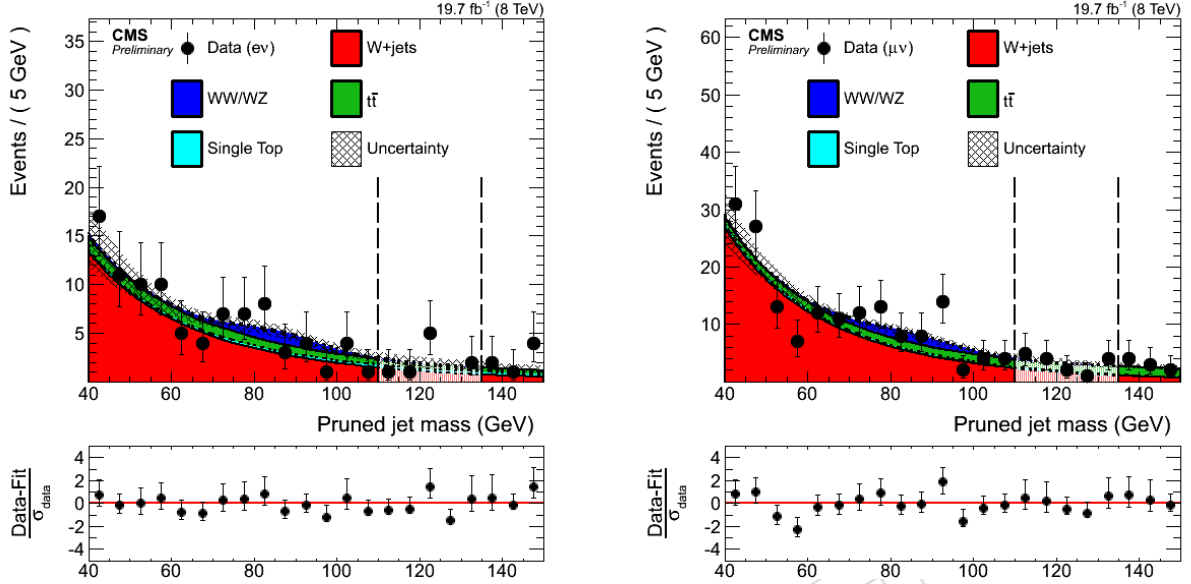 19.7 fb⁻¹ (8 TeV)
CMS
Preliminary
Data (eν)
W+jets
WW/WZ
tt̄
Single Top
Uncertainty
Events / ( 5 GeV )
35
30
25
20
15
10
5
40 60 80 100 120 140
Pruned jet mass (GeV)
Data-Fit
σdata
4
2
0
-2
-4
40 60 80 100 120 140
19.7 fb⁻¹ (8 TeV)
CMS
Preliminary
Data (μν)
W+jets
WW/WZ
tt̄
Single Top
Uncertainty
Events / ( 5 GeV )
60
50
40
30
20
10
40 60 80 100 120 140
Pruned jet mass (GeV)
Data-Fit
σdata
4
2
0
-2
-4
40 60 80 100 120 140